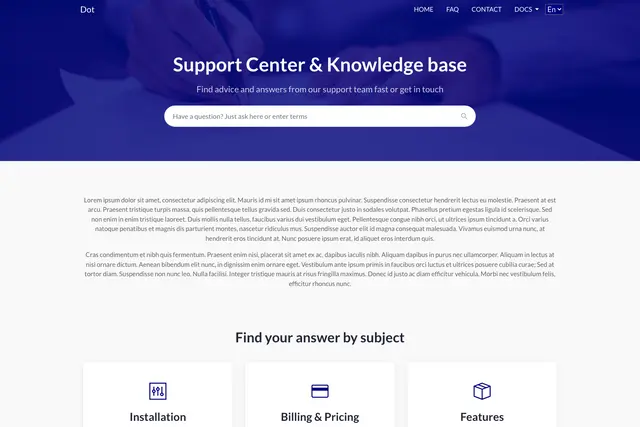 Dot
HOME FAQ CONTACT DOCS En
Support Center & Knowledge base
Find advice and answers from our support team fast or get in touch
Have a question? Just ask here or enter terms
Lorem ipsum dolor sit amet, consectetur adipiscing elit. Mauris id mi sit amet ipsum rhoncus pulvinar. Suspendisse consectetur hendrerit lectus eu molestie. Praesent at est
arcu. Praesent tristique turpis massa, quis pellentesque tellus gravida sed. Duis consectetur justo in sodales volutpat. Phasellus pretium egestas ligula id scelerisque. Sed
non enim in enim tristique laoreet. Duis mollis nulla tellus, faucibus varius dui vestibulum eget. Pellentesque congue nibh orci, ut ultrices ipsum tincidunt a. Orci varius
natoque penatibus et magnis dis parturient montes, nascetur ridiculus mus. Suspendisse auctor elit id magna consequat malesuada. Vivamus euismod urna nunc, at
hendrerit eros tincidunt at. Nunc posuere ipsum erat, id aliquet eros interdum quis.
Cras condimentum et nibh quis fermentum. Praesent enim nisi, placerat sit amet ex ac, dapibus iaculis nibh. Aliquam dapibus in purus nec ullamcorper. Aliquam in lectus at
nisi ornare dictum. Aenean bibendum elit nunc, in dignissim enim ornare eget. Vestibulum ante ipsum primis in faucibus orci luctus et ultrices posuere cubilia curae; Sed at
tortor diam. Suspendisse non nunc leo. Nulla facilisi. Integer tristique mauris at risus fringilla maximus. Donec id justo ac diam efficitur vehicula. Morbi nec vestibulum felis,
efficitur rhoncus nunc.
Find your answer by subject
Installation
Billing & Pricing
Features